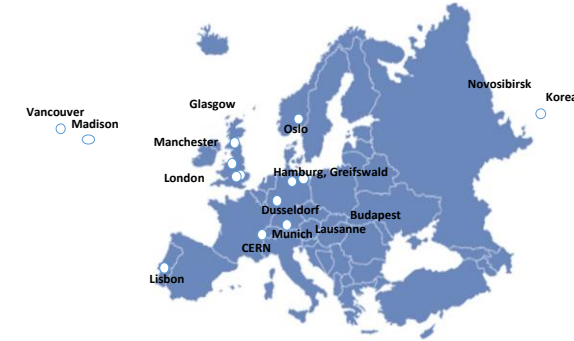 Novosibirsk
Korea
Vancouver
Glasgow
Madison
Oslo
Manchester
London
Hamburg, Greifswald
Dusseldorf
Budapest
Munich
Lausanne
CERN
Lisbon